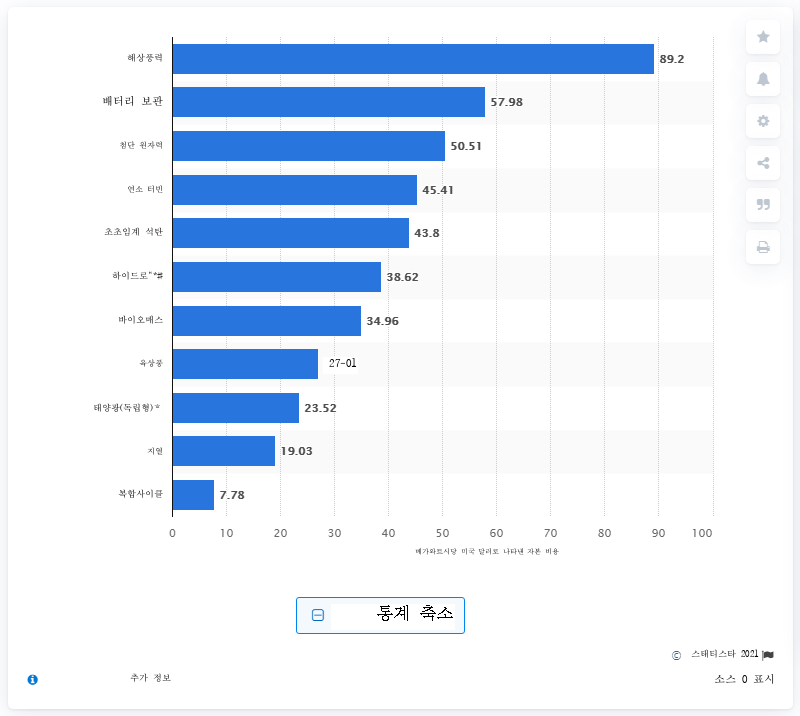 해상풍력 89.2
배터리 보관 57.98
첨단 원자력 50.51
연소 터빈 45.41
초초임계 석탄 43.8
하이드로"*# 38.62
바이오매스 34.96
육상풍 27-01
태양광(독립형)* 23.52
지열 19.03
복합사이클 7.78
0 10 20 30 40 50 60 70 80 90 100
메가와트시당 미국 달러로 나타낸 자본 비용
통계 축소
© 스태티스타 2021
추가 정보
소스 0 표시